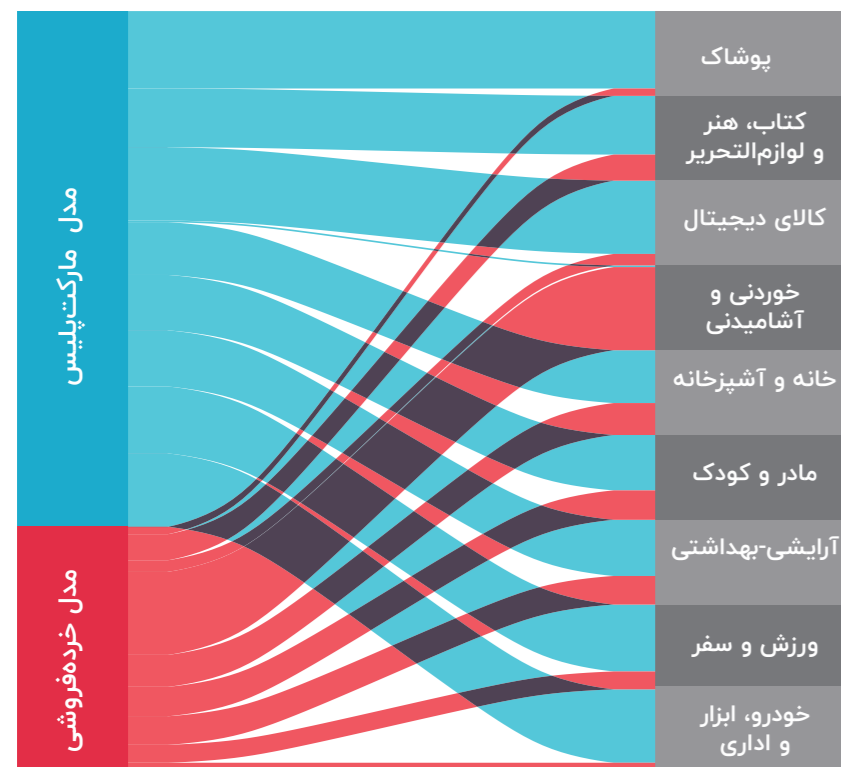 مدل مارکت‌پلیس
مدل خرده‌فروشی
پوشاک
کتاب، هنر
و لوازم‌التحریر
کالای دیجیتال
خوردنی و
آشامیدنی
خانه و آشپزخانه
مادر و کودک
آرایشی-بهداشتی
ورزش و سفر
خودرو، ابزار
و اداری